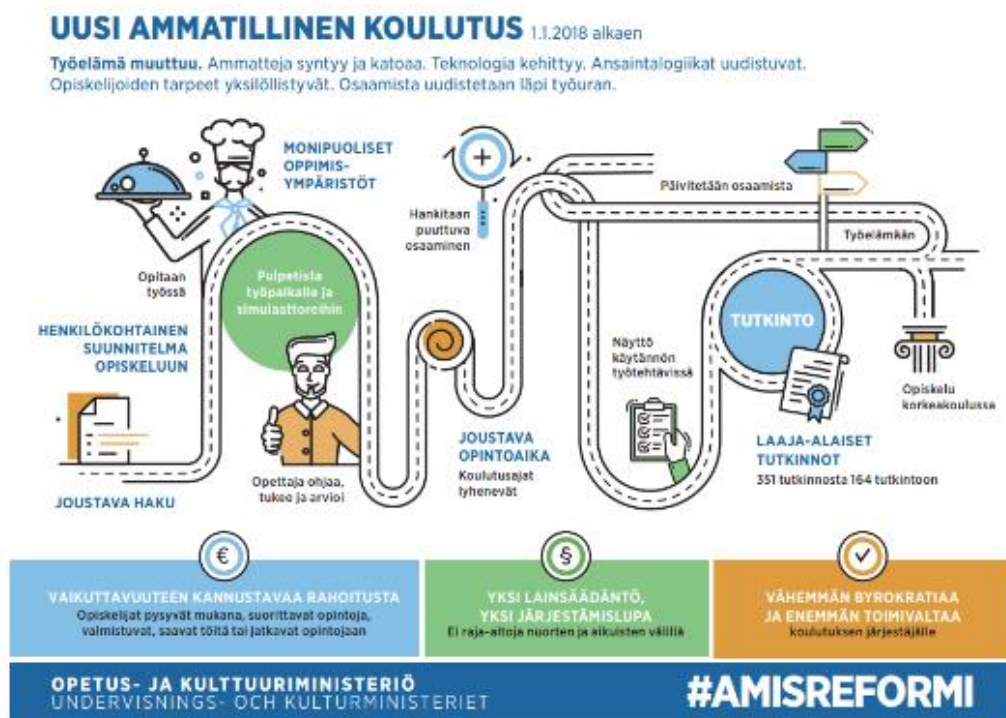 UUSI AMMATILLINEN KOULUTUS 1.1.2018 alkaen
Työelämä muuttuu. Ammatteja syntyy ja katoaa. Teknologia kehittyy. Ansaintalogiikat uudistuvat.
Opiskelijoiden tarpeet yksilöllistyvät. Osaamista uudistetaan läpi työuran.
MONIPUOLISET
OPPIMIS-
YMPÄRISTÖT
Opitaan
työssä
Pulpetista
työpaikalle ja
simulaattoreihin
HENKILÖKOHTAINEN
SUUNNITELMA
OPISKELUUN
JOUSTAVA HAKU
Opettaja ohjaa,
tukee ja arvioi
Hankitaan
puuttuva
osaaminen
JOUSTAVA
OPINTOAIKA
Koulutusajat
lyhenevät
Näyttö
käytännön
työtehtävissä
Päivitetään osaamista
Työelämään
TUTKINTO
Opiskelu
korkeakoulussa
LAAJA-ALAISET
TUTKINNOT
351 tutkinnosta 164 tutkintoon
€
VAIKUTTAVUUTEEN KANNUSTAVAA RAHOITUSTA
Opiskelijat pysyvät mukana, suorittavat opintoja,
valmistuvat, saavat töitä tai jatkavat opintojaan
§
YKSI LAINSÄÄDÄNTÖ,
YKSI JÄRJESTÄMISLUPA
Ei raja-aitoja nuorten ja aikuisten välillä
VÄHEMMÄN BYROKRATIAA
JA ENEMMÄN TOIMIVALTAA
koulutuksen järjestäjälle
OPETUS- JA KULTTUURIMINISTERIÖ
UNDERVISNINGS- OCH KULTURMINISTERIET
#AMISREFORMI